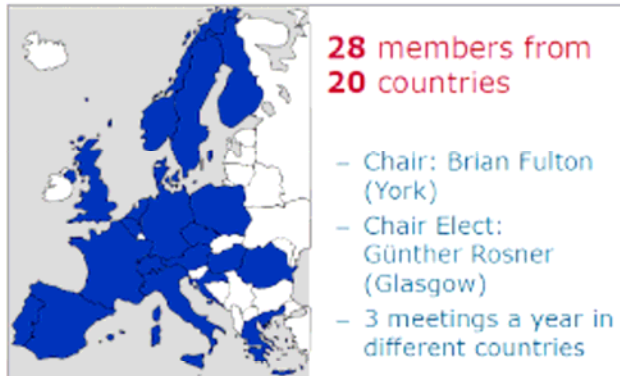 28 members from
20 countries
– Chair: Brian Fulton
(York)
– Chair Elect:
Günther Rosner
(Glasgow)
– 3 meetings a year in
different countries